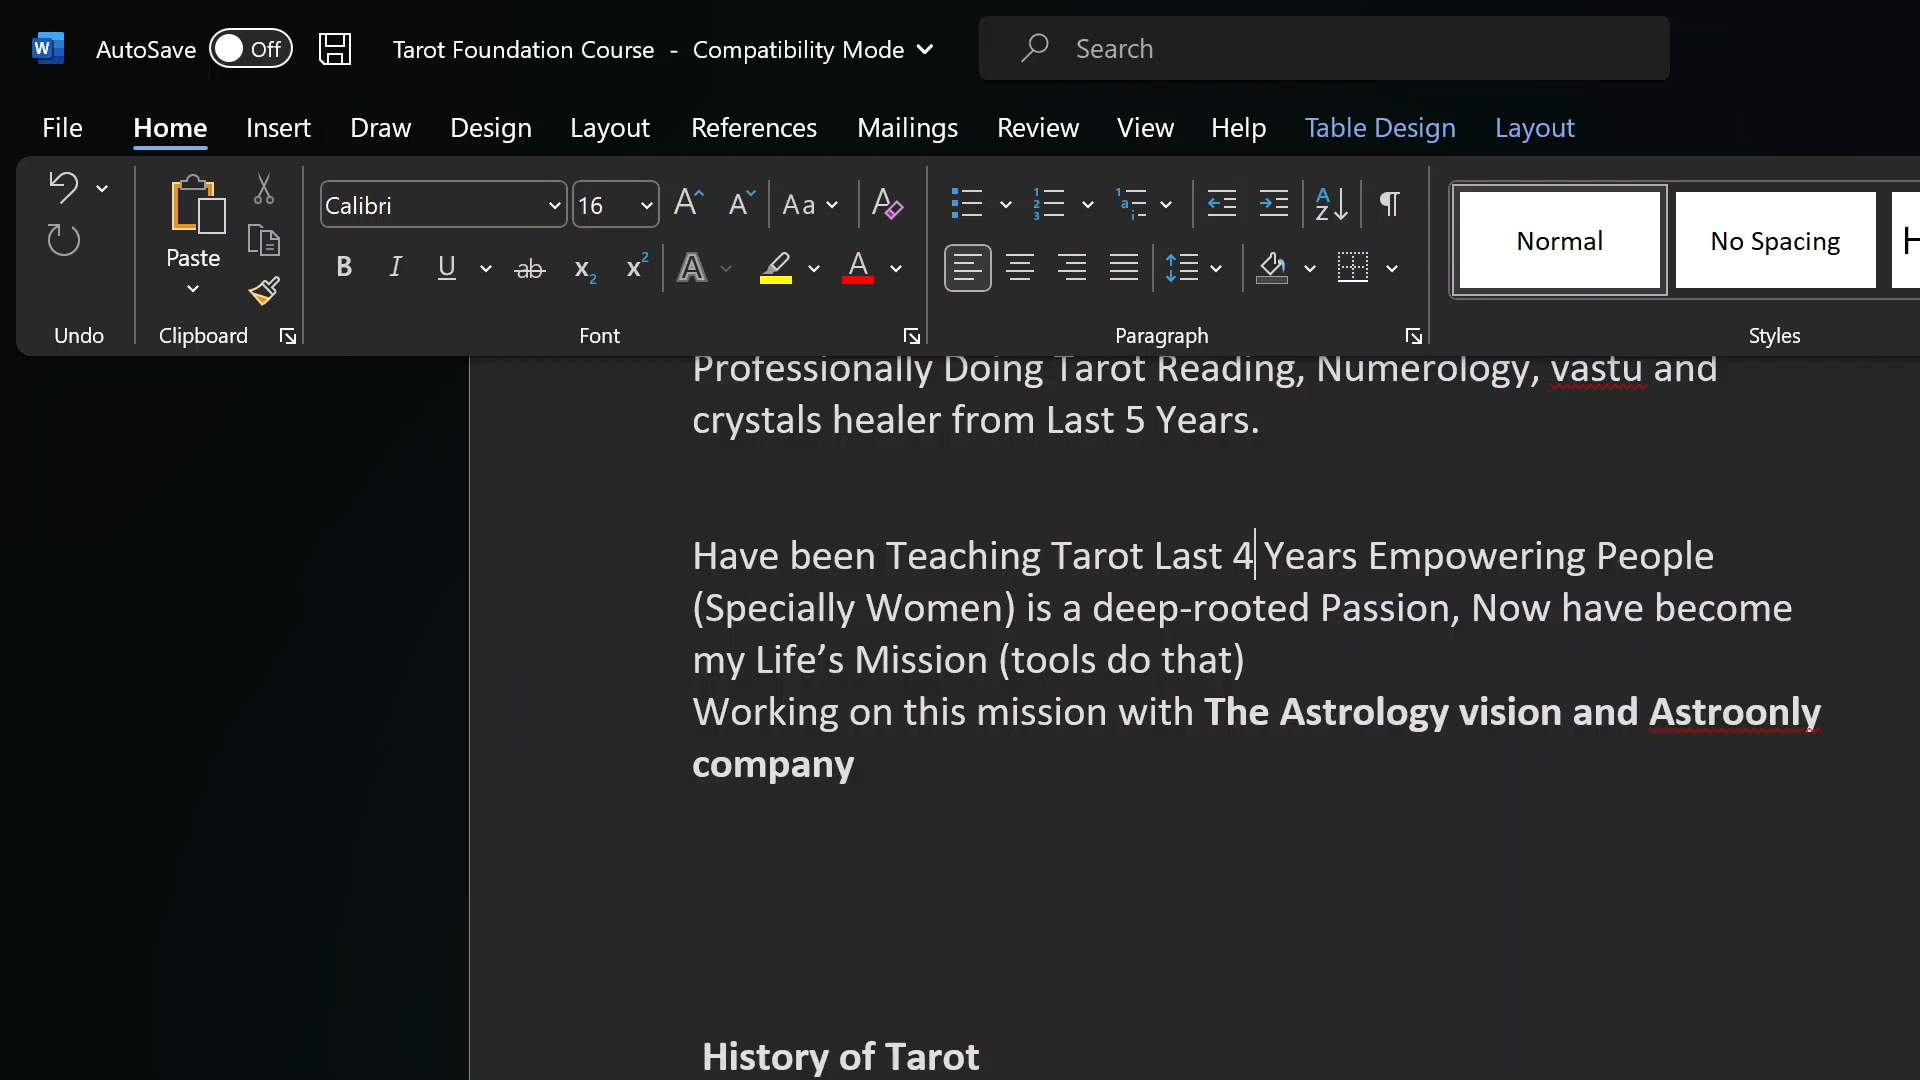 AutoSave Off Tarot Foundation Course - Compatibility Mode Search
File Home Insert Draw Design Layout References Mailings Review View Help Table Design Layout
Calibri 16 Aa
Paste B I U ab x2 x2 A A Normal No Spacing H
Undo Clipboard Font Paragraph Styles
Professionally Doing Tarot Reading, Numerology, vastu and
crystals healer from Last 5 Years.
Have been Teaching Tarot Last 4 Years Empowering People
(Specially Women) is a deep-rooted Passion, Now have become
my Life’s Mission (tools do that)
Working on this mission with The Astrology vision and Astroonly
company
History of Tarot